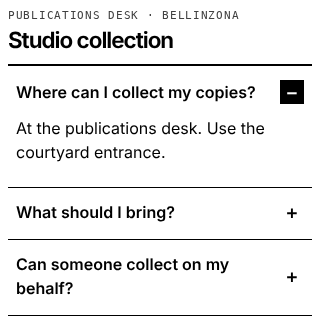 PUBLICATIONS DESK · BELLINZONA
Studio collection
Where can I collect my copies? −
At the publications desk. Use the
courtyard entrance.
What should I bring? +
Can someone collect on my
behalf? +